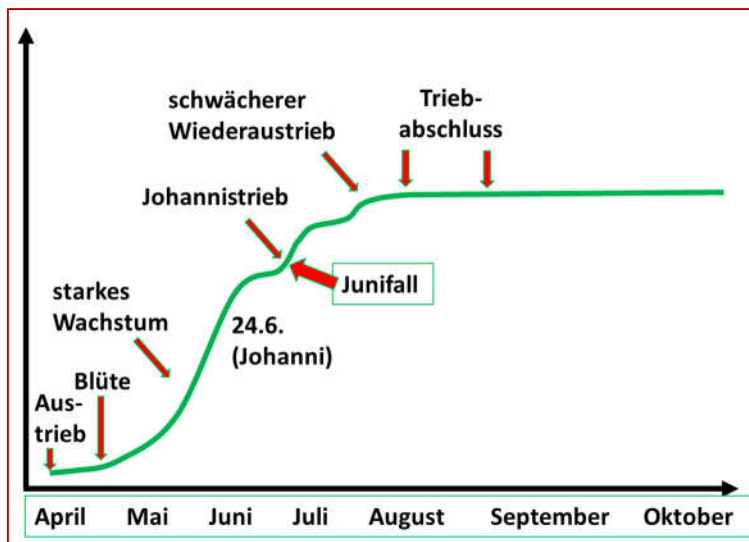 schwächerer
Wiederaustrieb
Trieb-
abschluss
Johannistrieb
Junifall
starkes
Wachstum
24.6.
(Johanni)
Blüte
Aus-
trieb
April Mai Juni Juli August September Oktober